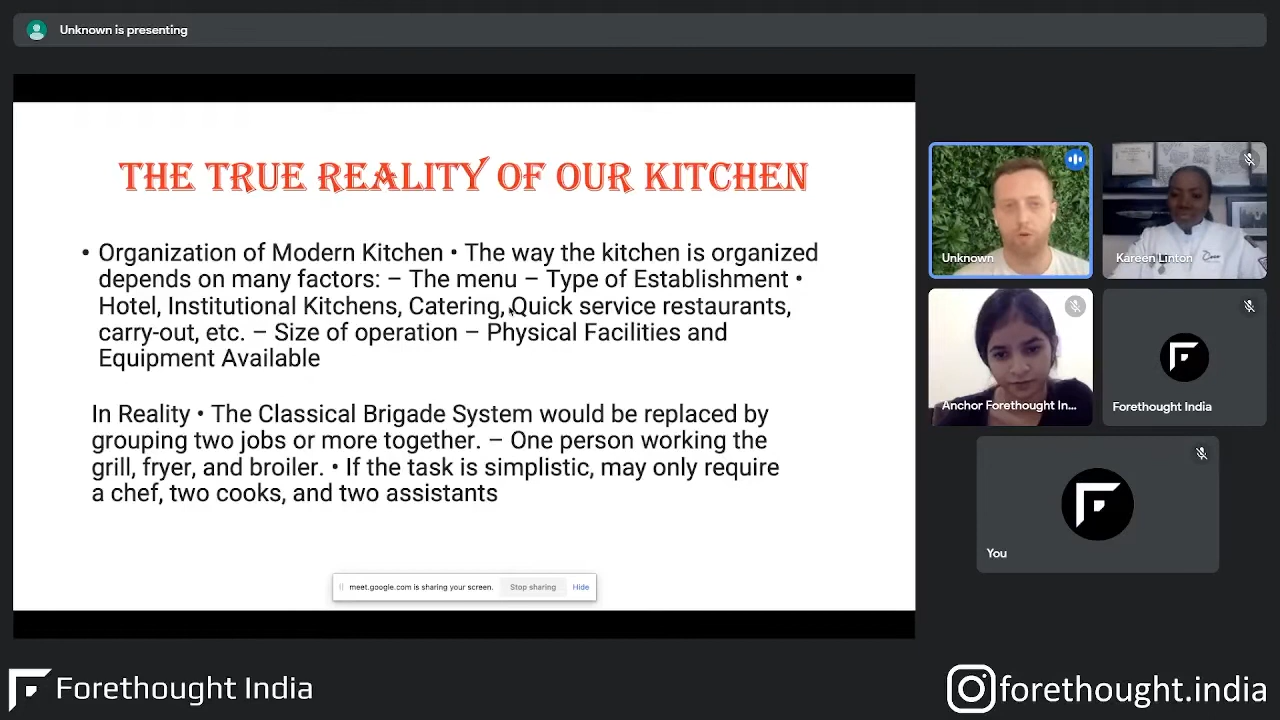 Unknown is presenting
THE TRUE REALITY OF OUR KITCHEN
• Organization of Modern Kitchen • The way the kitchen is organized
depends on many factors: – The menu – Type of Establishment •
Hotel, Institutional Kitchens, Catering, Quick service restaurants,
carry-out, etc. – Size of operation – Physical Facilities and
Equipment Available
In Reality • The Classical Brigade System would be replaced by
grouping two jobs or more together. – One person working the
grill, fryer, and broiler. • If the task is simplistic, may only require
a chef, two cooks, and two assistants
meet.google.com is sharing your screen. Stop sharing Hide
Unknown
Kareen Linton
Anchor Forethought In...
Forethought India
You
Forethought India
forethought.india